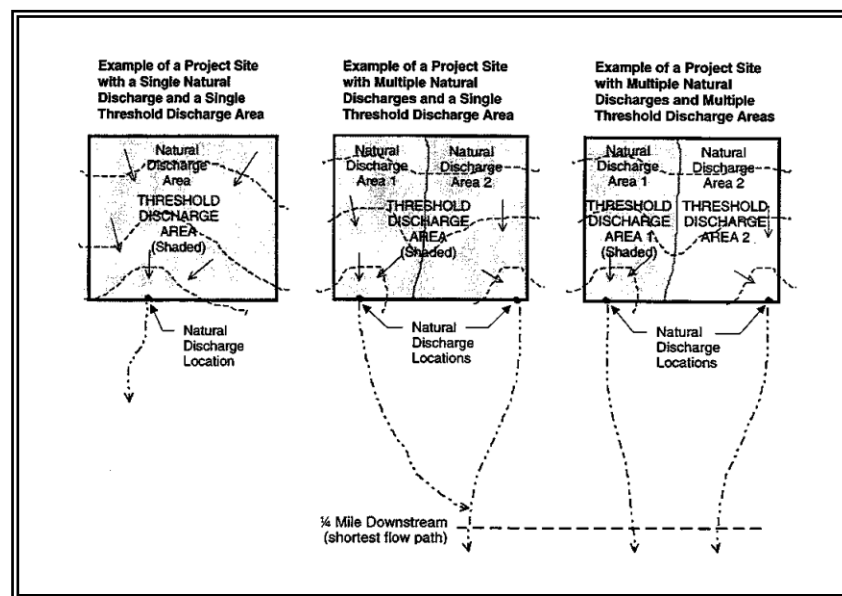 Example of a Project Site
with a Single Natural
Discharge and a Single
Threshold Discharge Area
Natural
Discharge
Area
THRESHOLD
DISCHARGE
AREA
(Shaded)
Natural
Discharge
Location
Example of a Project Site
with Multiple Natural
Discharges and a Single
Threshold Discharge Area
Natural
Discharge
Area 1
Natural
Discharge
Area 2
THRESHOLD
DISCHARGE
AREA
(Shaded)
Natural
Discharge
Locations
Example of a Project Site
with Multiple Natural
Discharges and Multiple
Threshold Discharge Areas
Natural
Discharge
Area 1
Natural
Discharge
Area 2
THRESHOLD
DISCHARGE
AREA 1
(Shaded)
THRESHOLD
DISCHARGE
AREA 2
Natural
Discharge
Locations
¼ Mile Downstream
(shortest flow path)